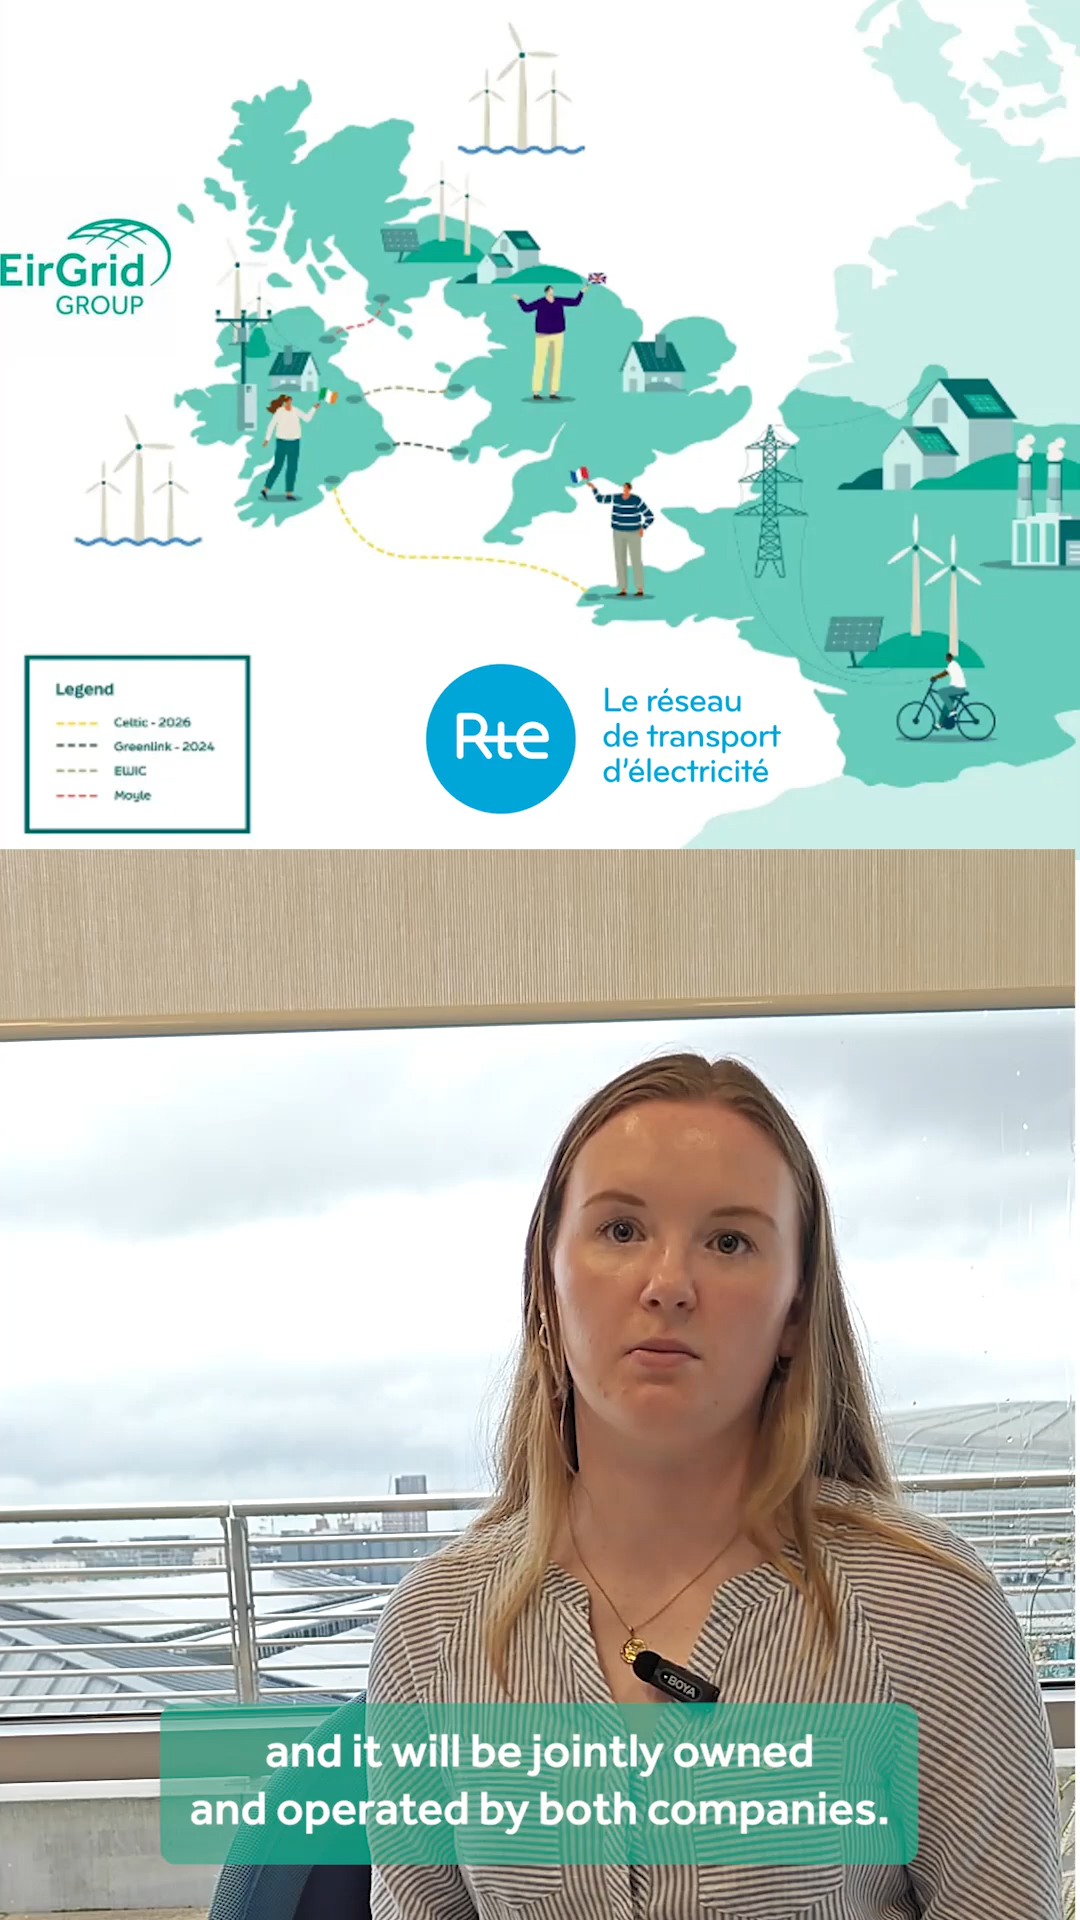 EirGrid
GROUP
Legend
Celtic - 2026
Greenlink - 2024
EWIC
Moyle
Rte
Le réseau
de transport
d'électricité
BOYA
and it will be jointly owned
and operated by both companies.